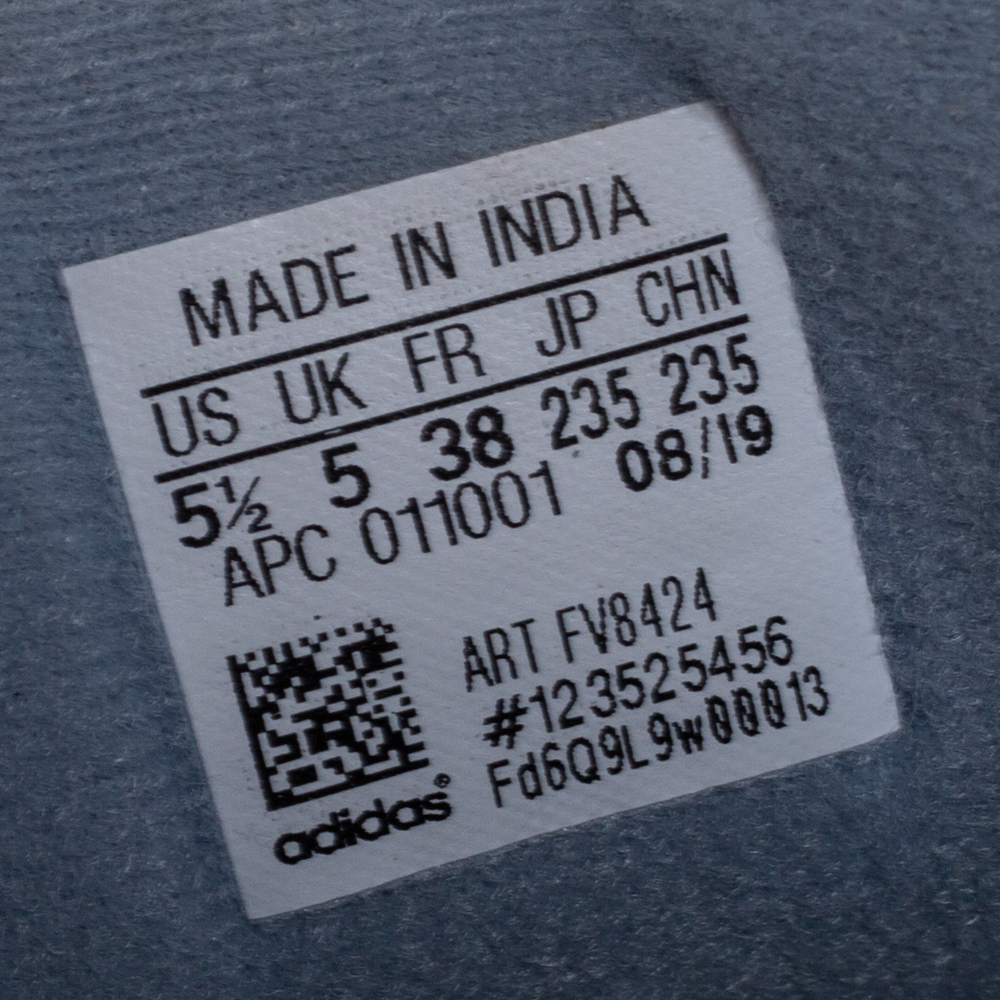 MADE IN INDIA
US UK FR JP CHN
5½ 5 38 235 235
APC 011001 08/19
ART FV8424
#123525456
Fd6Q9L9w00013
adidas®